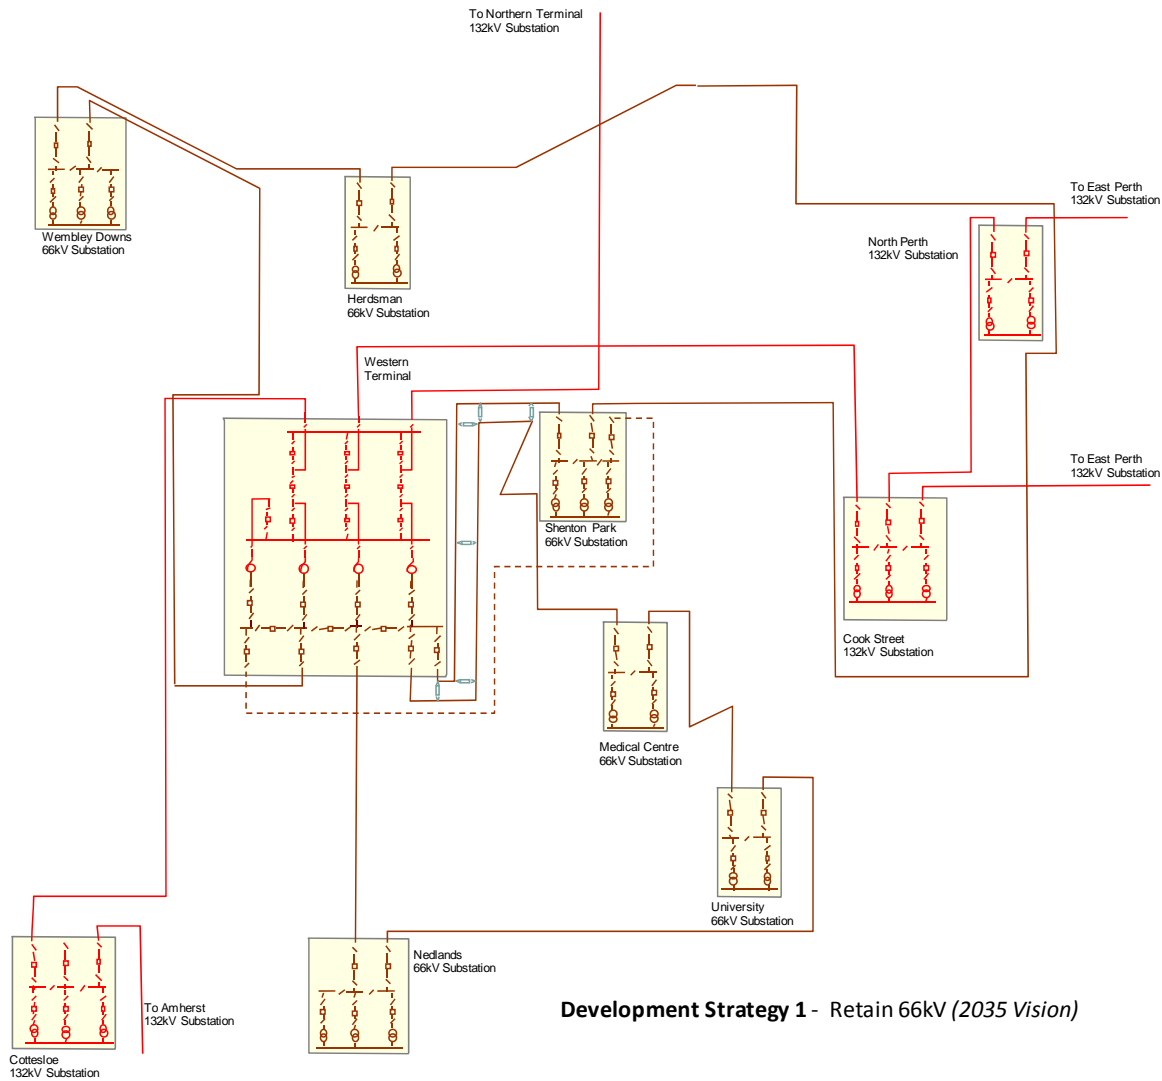 To Northern Terminal
132kV Substation
To East Perth
132kV Substation
Wembley Downs
66kV Substation
North Perth
132kV Substation
Herdsman
66kV Substation
Western
Terminal
To East Perth
132kV Substation
Shenton Park
66kV Substation
Cook Street
132kV Substation
Medical Centre
66kV Substation
University
66kV Substation
Nedlands
66kV Substation
To Amherst
132kV Substation
Development Strategy 1 - Retain 66kV (2035 Vision)
Cottesloe
132kV Substation